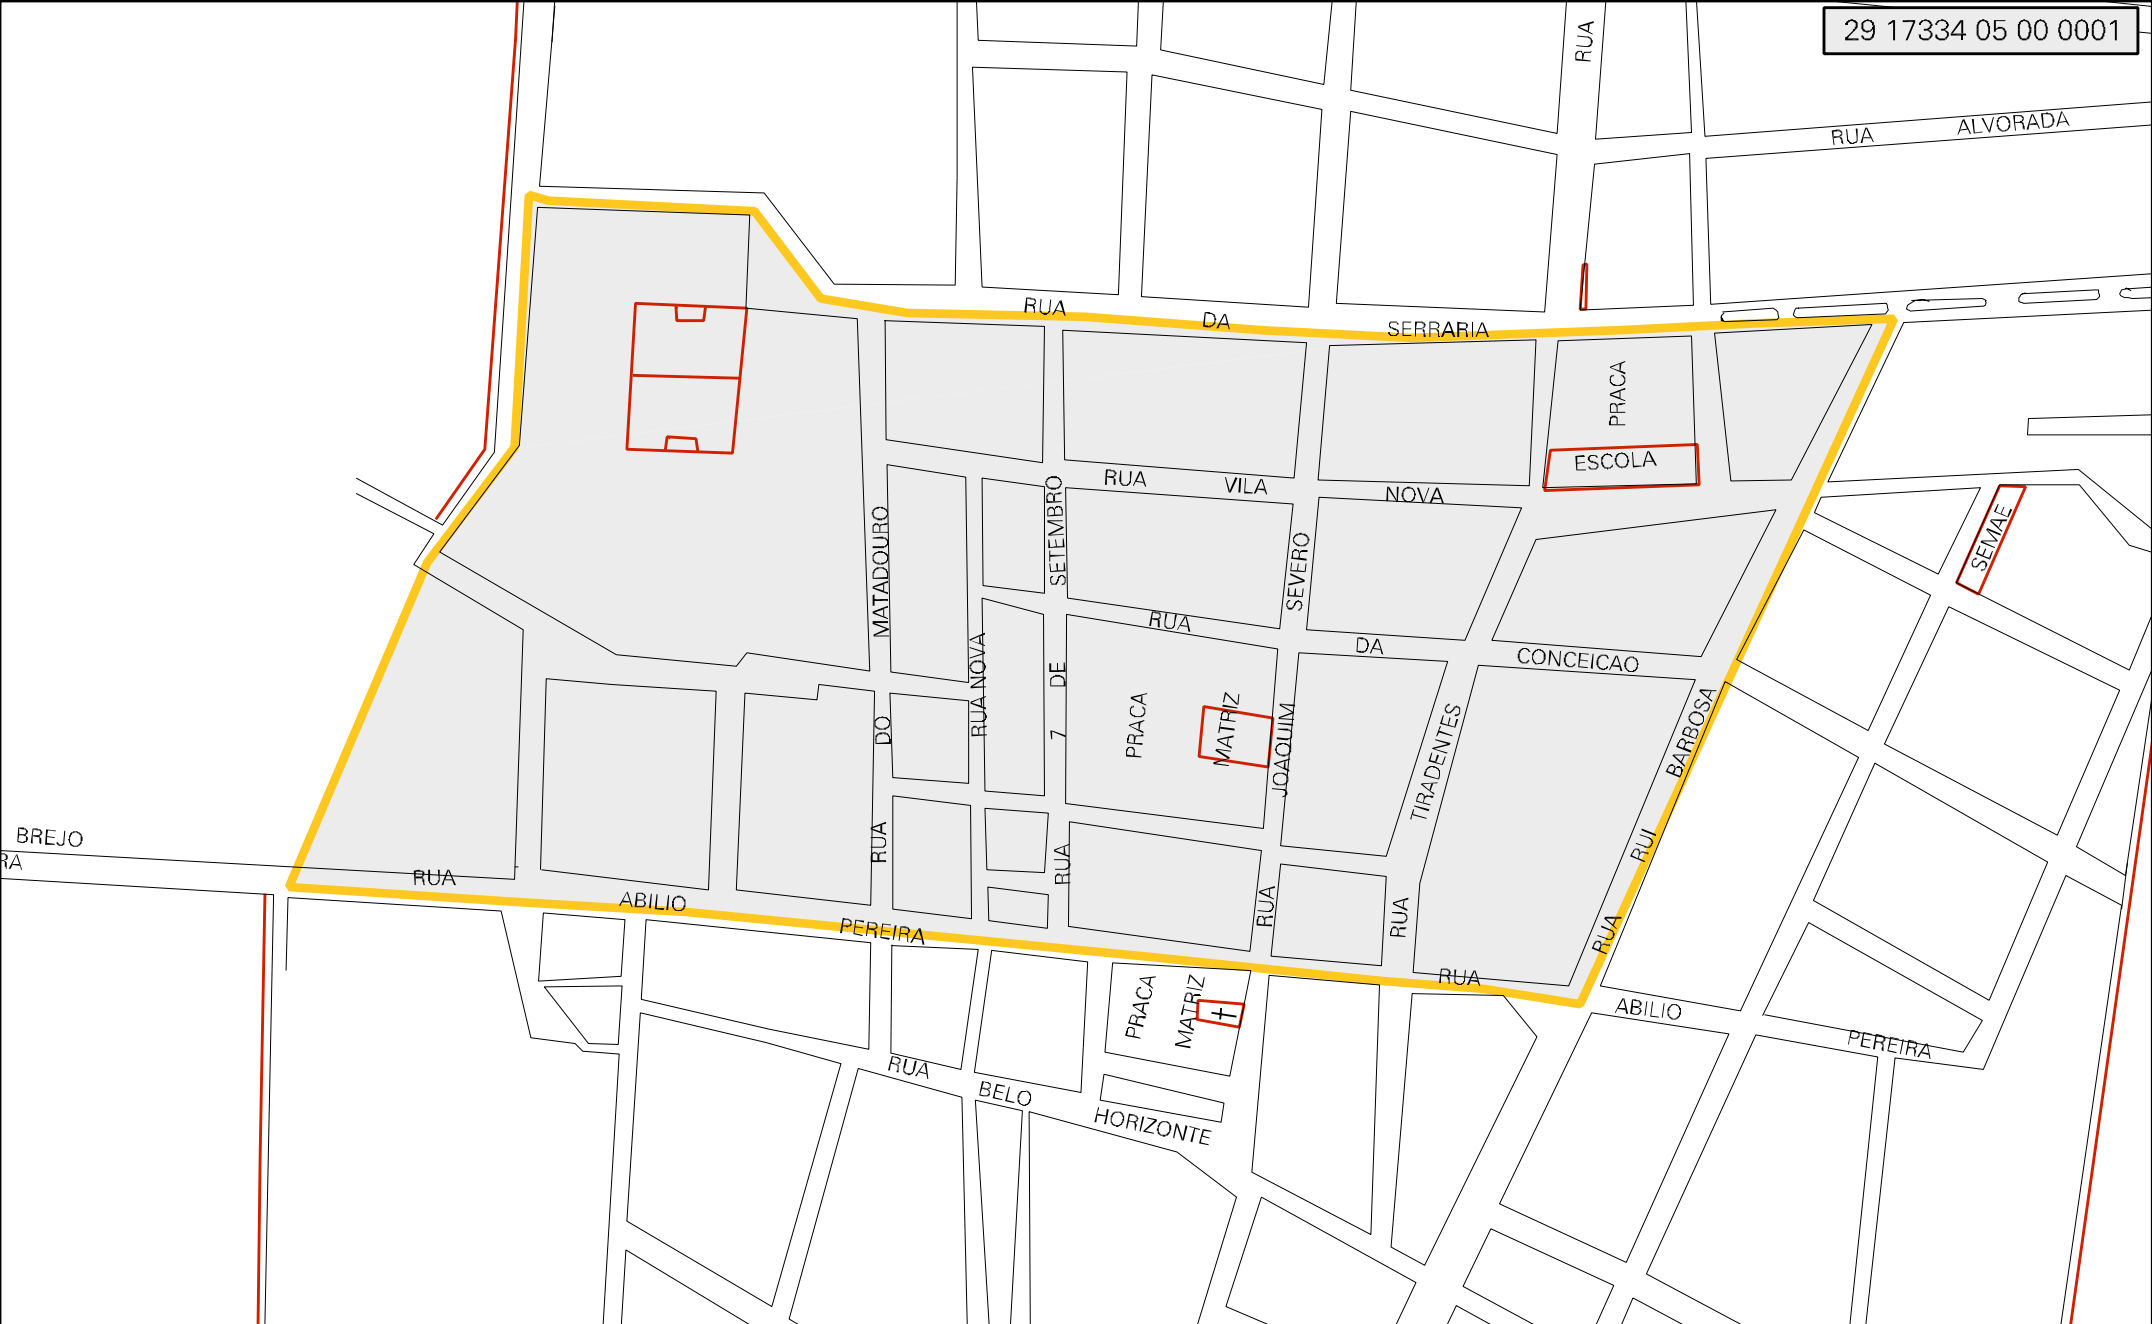 29 17334 05 00 0001
RUA
RUA ALVORADA
RUA DA SERRARIA
PRACA
ESCOLA
RUA VILA NOVA
SEMAE
RUA DO MATADOURO
RUA NOVA
RUA 7 DE SETEMBRO
RUA JOAQUIM SEVERO
RUA DA CONCEICAO
PRACA
MATRIZ
RUA TIRADENTES
RUA RUI BARBOSA
BREJO
RA
RUA ABILIO PEREIRA
RUA ABILIO PEREIRA
PRACA
MATRIZ
RUA BELO HORIZONTE